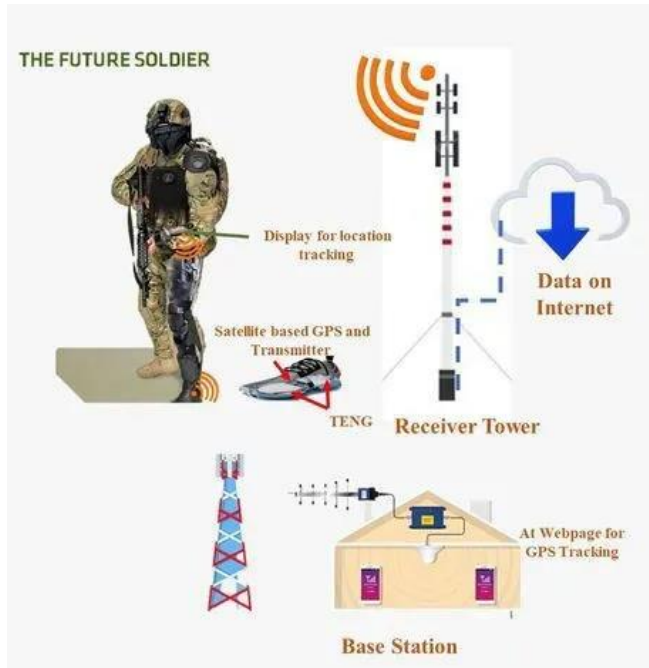 THE FUTURE SOLDIER
Display for location
tracking
Data on
Internet
Satellite based GPS and
Transmitter
TENG
Receiver Tower
At Webpage for
GPS Tracking
Base Station